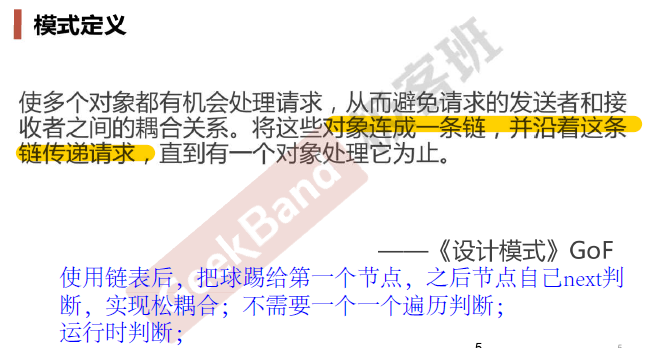 模式定义
使多个对象都有机会处理请求，从而避免请求的发送者和接
收者之间的耦合关系。将这些对象连成一条链，并沿着这条
链传递请求，直到有一个对象处理它为止。
——《设计模式》GoF
使用链表后，把球踢给第一个节点，之后节点自己next判
断，实现松耦合；不需要一个一个遍历判断；
运行时判断；
5
5
GeekBand 极客班